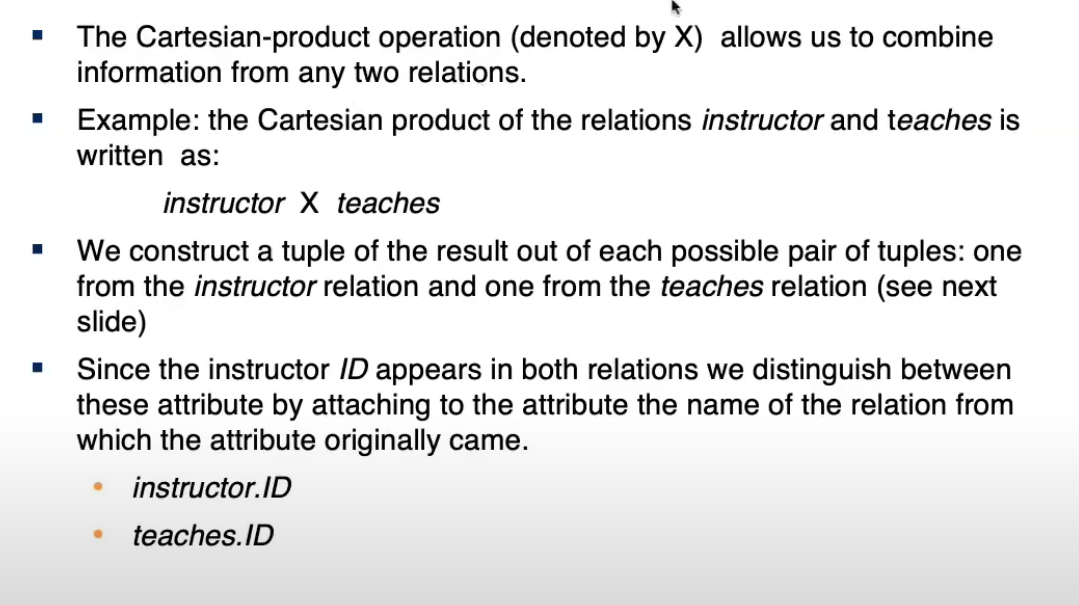 ▪ The Cartesian-product operation (denoted by X) allows us to combine
information from any two relations.
▪ Example: the Cartesian product of the relations instructor and teaches is
written as:
instructor X teaches
▪ We construct a tuple of the result out of each possible pair of tuples: one
from the instructor relation and one from the teaches relation (see next
slide)
▪ Since the instructor ID appears in both relations we distinguish between
these attribute by attaching to the attribute the name of the relation from
which the attribute originally came.
• instructor.ID
• teaches.ID